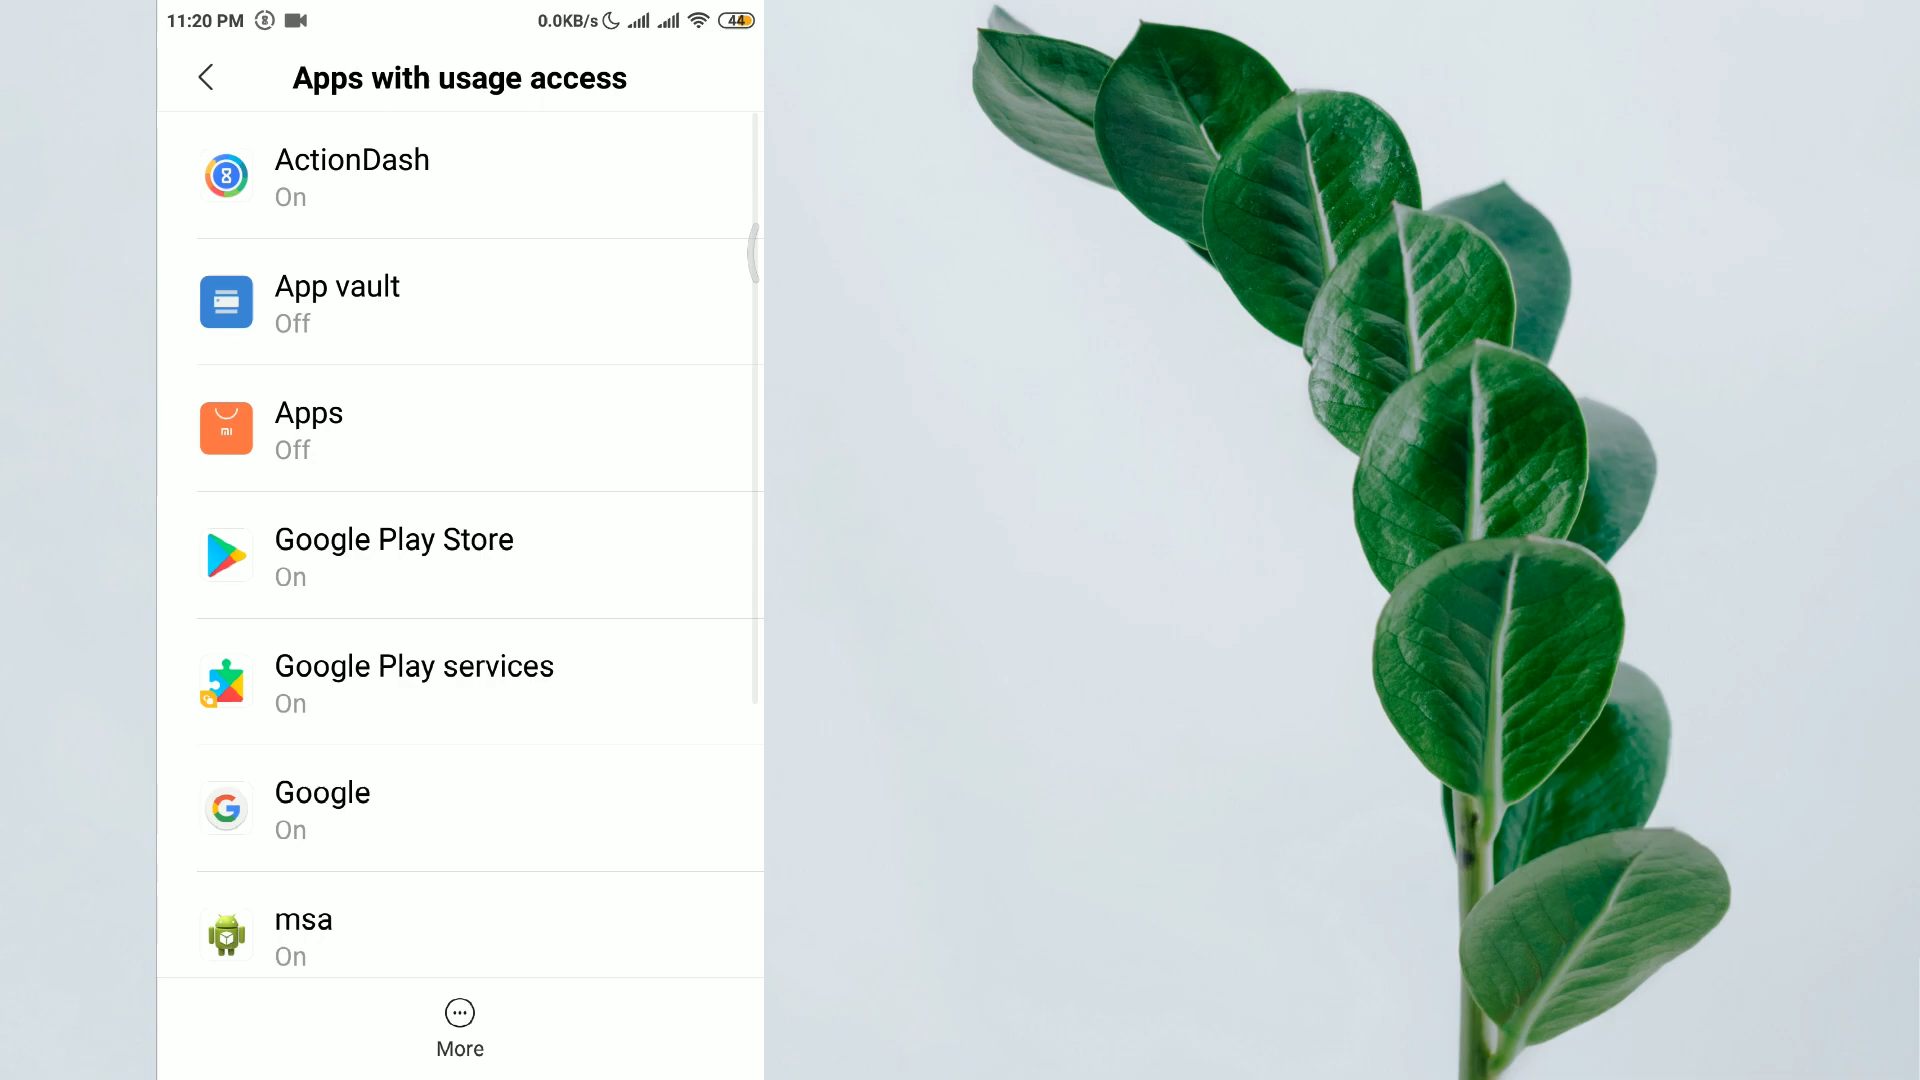 11:20 PM 0.0KB/s 44
Apps with usage access
ActionDash
On
App vault
Off
Apps
Off
Google Play Store
On
Google Play services
On
Google
On
msa
On
More